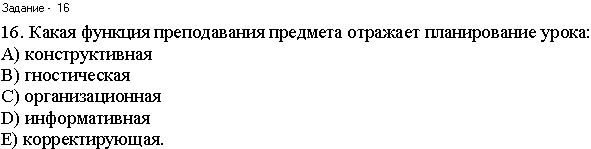 Задание - 16
16. Какая функция преподавания предмета отражает планирование урока:
A) конструктивная
B) гностическая
C) организационная
D) информативная
E) корректирующая.